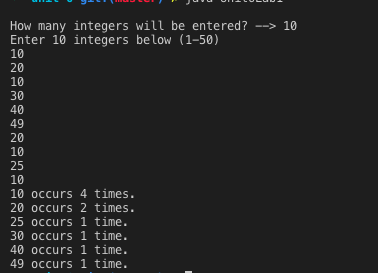 git:(master) ✗ java
How many integers will be entered? --> 10
Enter 10 integers below (1-50)
10
20
10
30
40
49
20
10
25
10
10 occurs 4 times.
20 occurs 2 times.
25 occurs 1 time.
30 occurs 1 time.
40 occurs 1 time.
49 occurs 1 time.